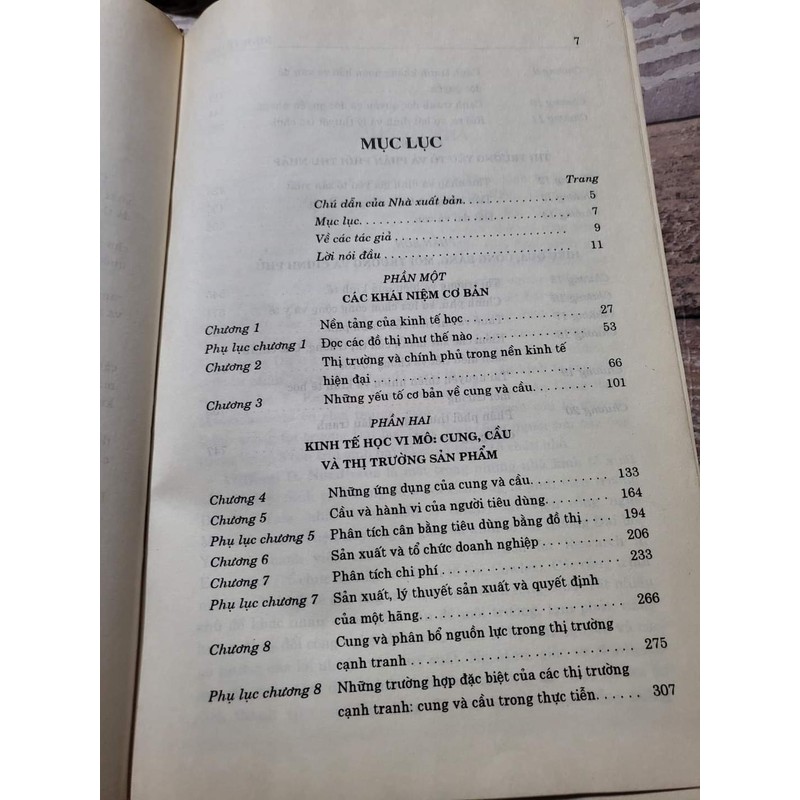 7
MỤC LỤC
Trang
Chú dẫn của Nhà xuất bản. . . . . . . . . . . . . . . . 5
Mục lục. . . . . . . . . . . . . . . . . . . . . . . . . . . . . . 7
Về các tác giả . . . . . . . . . . . . . . . . . . . . . . . . . 9
Lời nói đầu . . . . . . . . . . . . . . . . . . . . . . . . . . 11
PHẦN MỘT
CÁC KHÁI NIỆM CƠ BẢN
Chương 1 Nền tảng của kinh tế học . . . . . . . . . . . . . . . . . . 27
Phụ lục chương 1 Đọc các đồ thị như thế nào . . . . . . . . . . . . . . . . . 53
Chương 2 Thị trường và chính phủ trong nền kinh tế
hiện đại . . . . . . . . . . . . . . . . . . . . . . . . . . . . . 66
Chương 3 Những yếu tố cơ bản về cung và cầu. . . . . . . . . 101
PHẦN HAI
KINH TẾ HỌC VI MÔ: CUNG, CẦU
VÀ THỊ TRƯỜNG SẢN PHẨM
Chương 4 Những ứng dụng của cung và cầu. . . . . . . . . . . 133
Chương 5 Cầu và hành vi của người tiêu dùng. . . . . . . . . 164
Phụ lục chương 5 Phân tích cân bằng tiêu dùng bằng đồ thị . . . . 194
Chương 6 Sản xuất và tổ chức doanh nghiệp . . . . . . . . . . 206
Chương 7 Phân tích chi phí . . . . . . . . . . . . . . . . . . . . . . 233
Phụ lục chương 7 Sản xuất, lý thuyết sản xuất và quyết định
của một hãng. . . . . . . . . . . . . . . . . . . . . . . . . 266
Chương 8 Cung và phân bổ nguồn lực trong thị trường
cạnh tranh . . . . . . . . . . . . . . . . . . . . . . . . . . 275
Phụ lục chương 8 Những trường hợp đặc biệt của các thị trường
cạnh tranh: cung và cầu trong thực tiễn. . . . . . 307